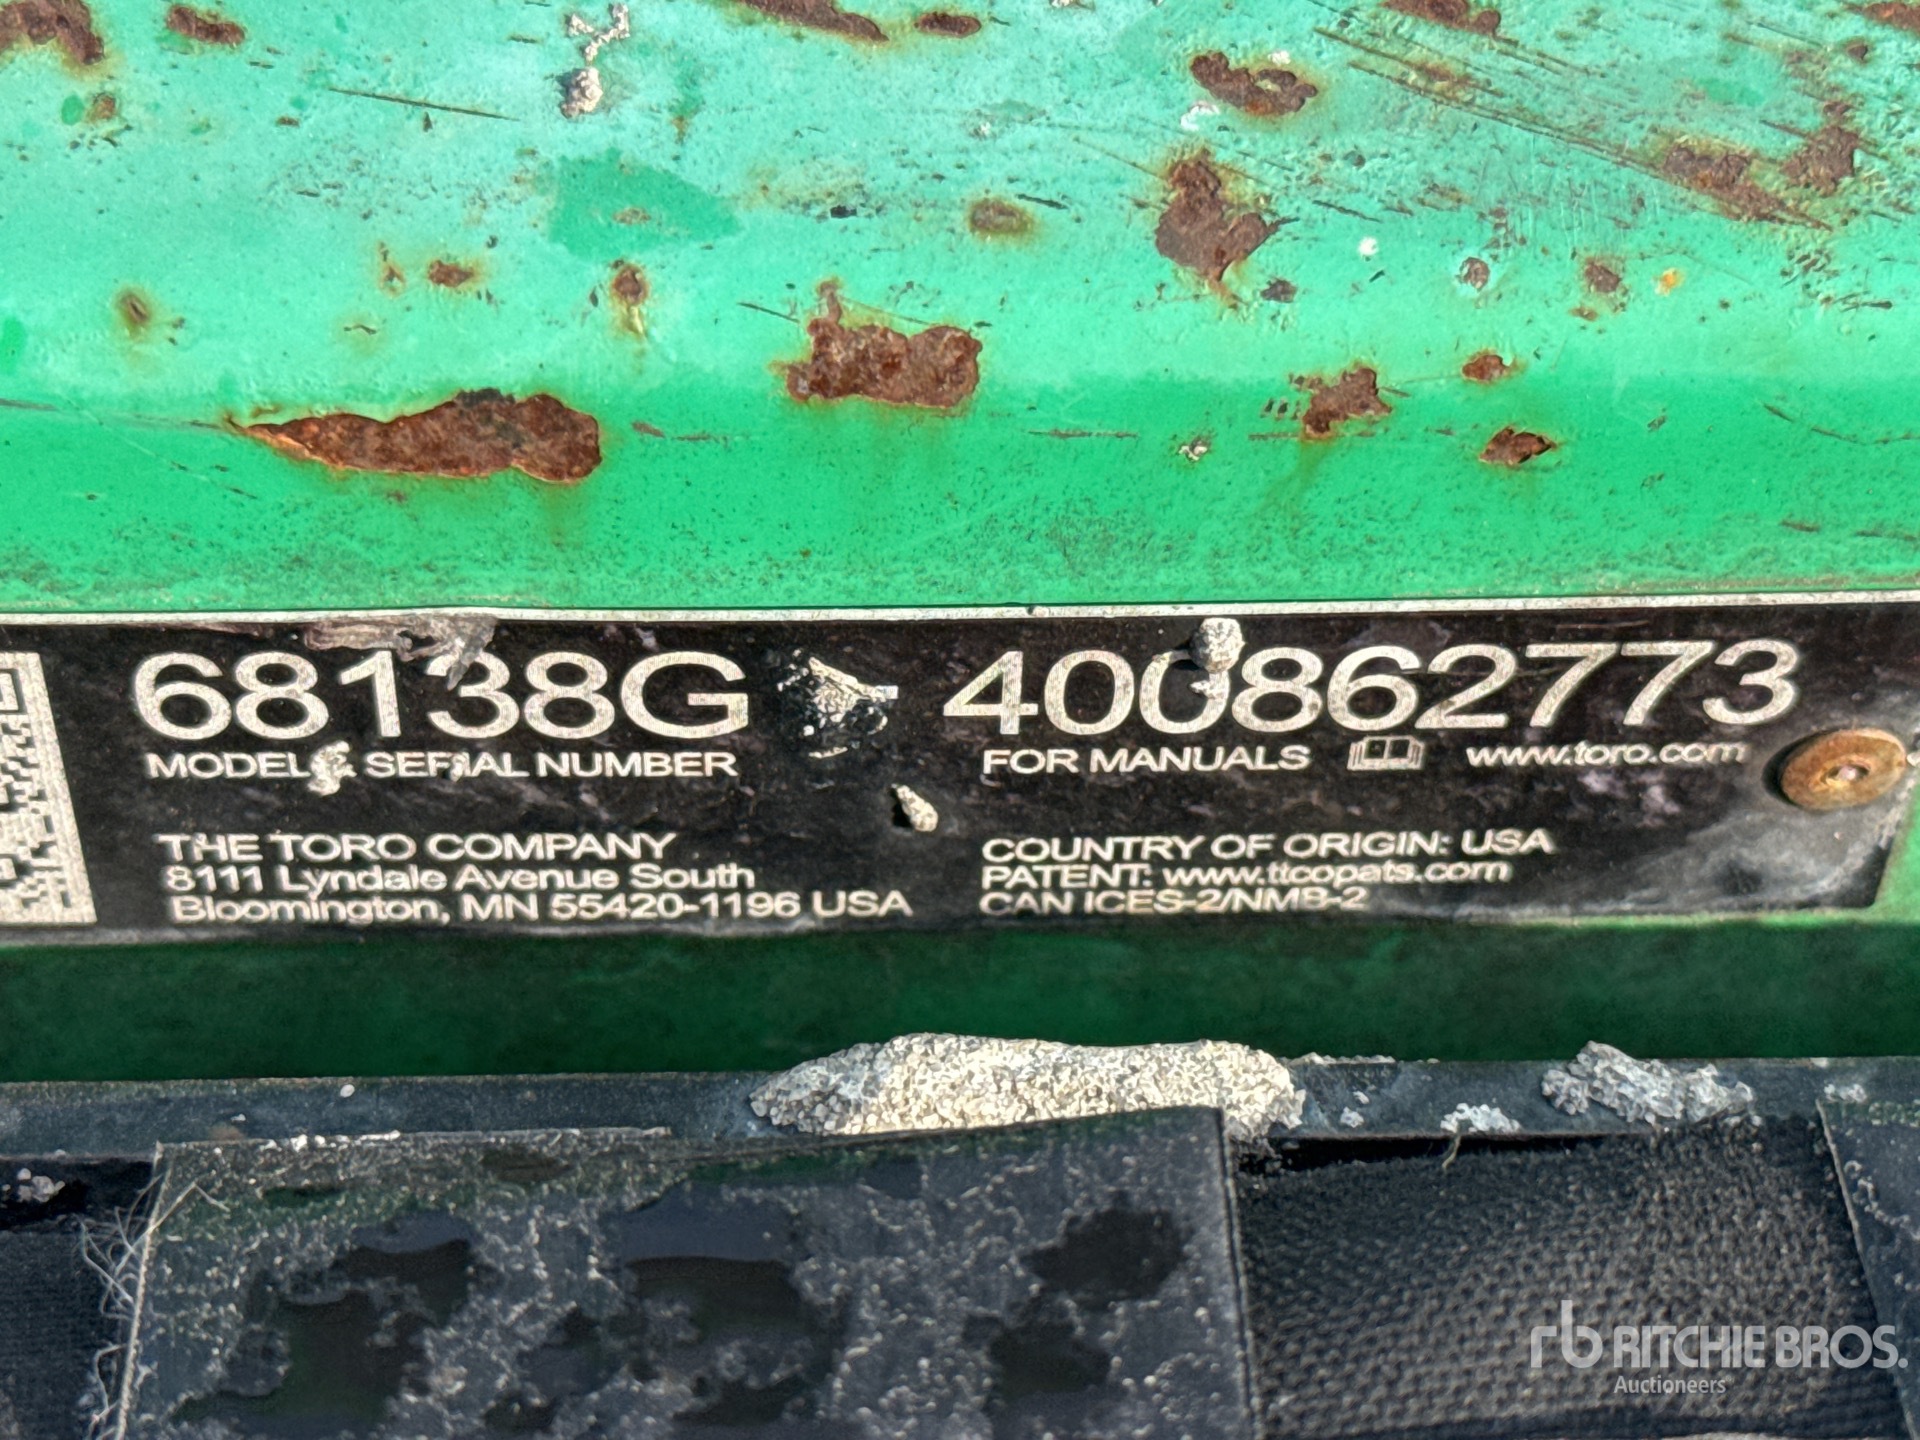 68138G - 400862773
MODEL & SERIAL NUMBER
FOR MANUALS www.toro.com
THE TORO COMPANY
8111 Lyndale Avenue South
Bloomington, MN 55420-1196 USA
COUNTRY OF ORIGIN: USA
PATENT: www.ttcopats.com
CAN ICES-2/NMB-2
rb RITCHIE BROS.
Auctioneers